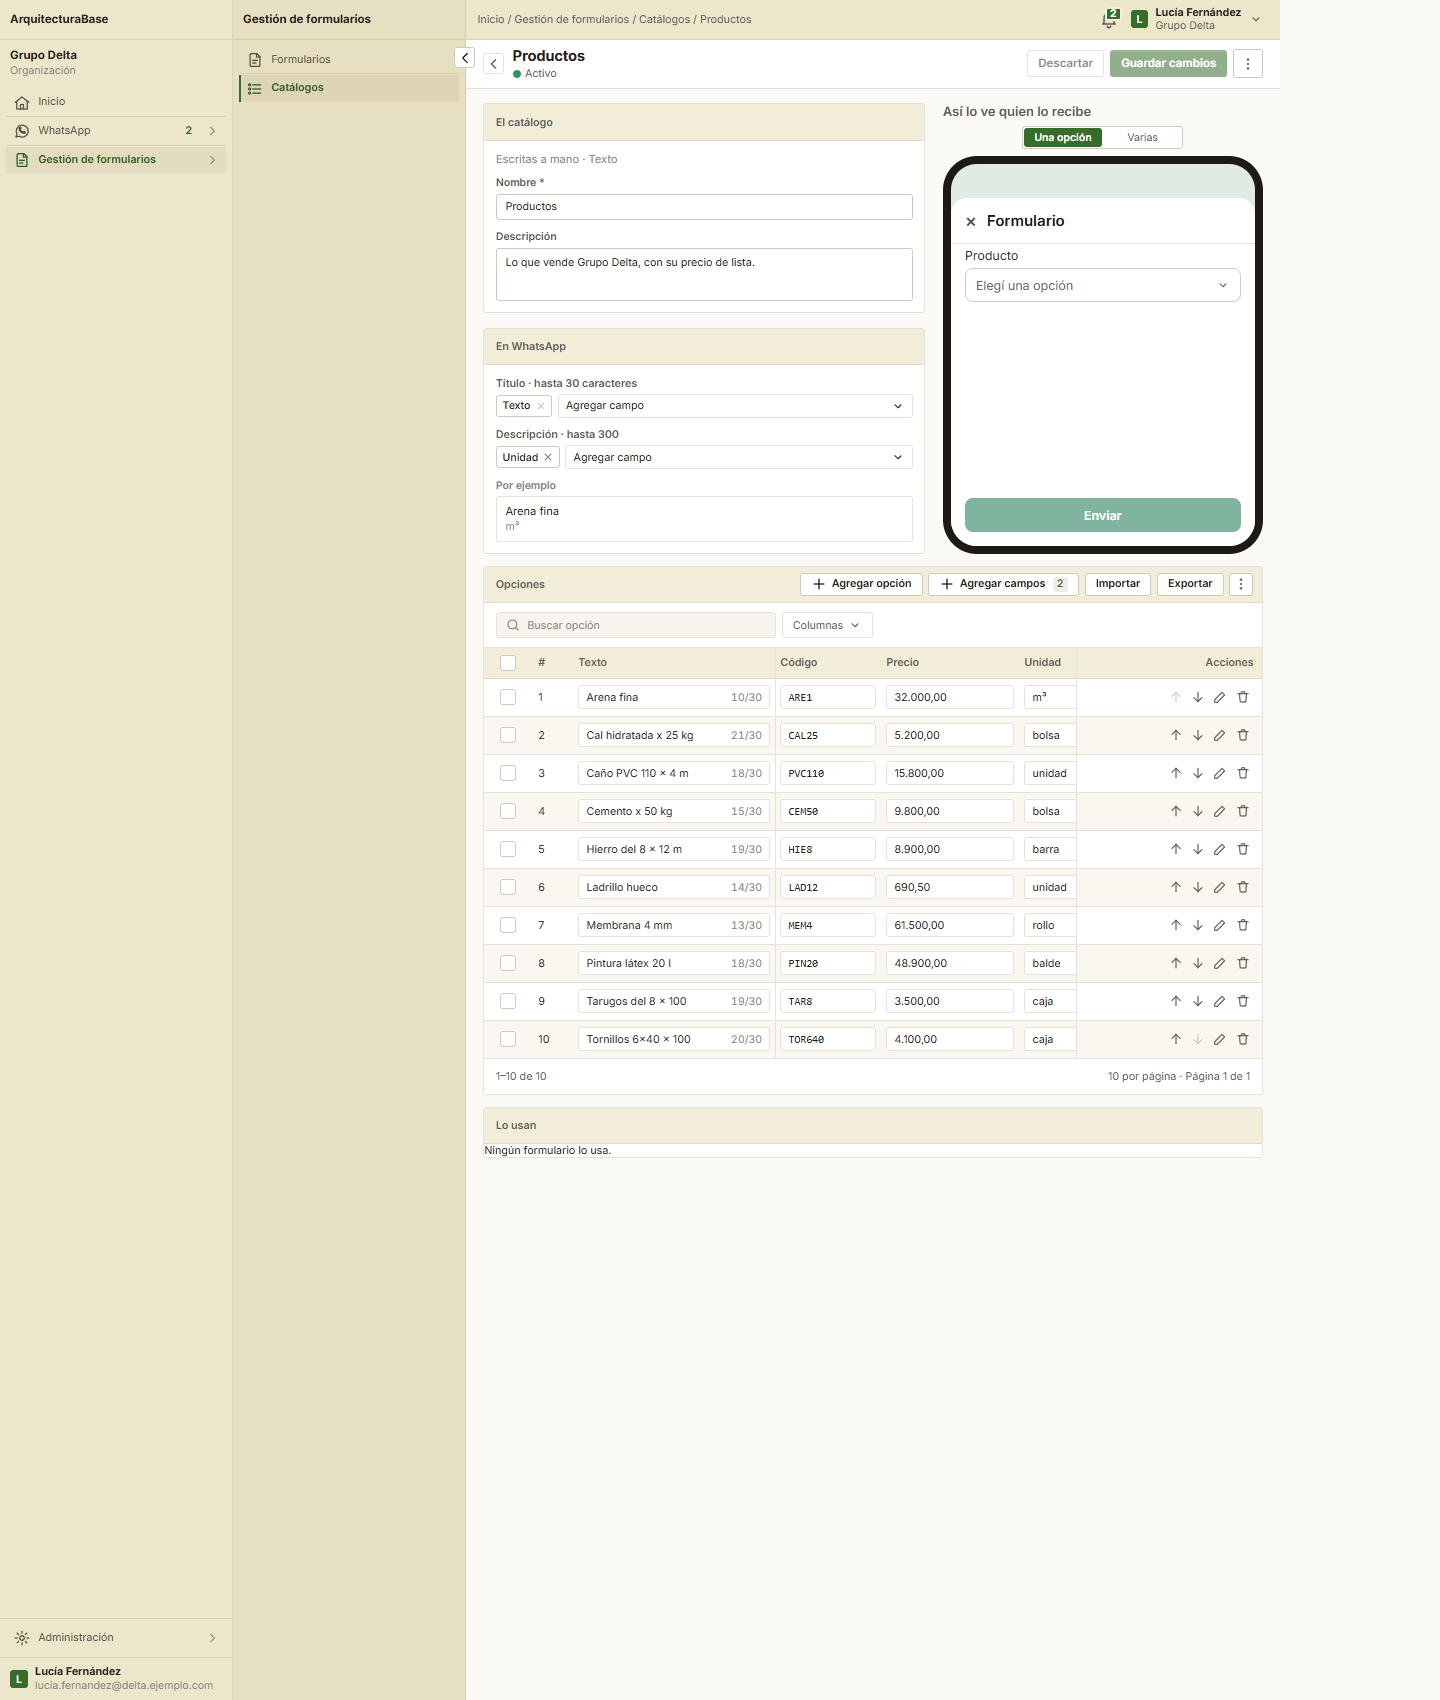 ArquitecturaBase
Grupo Delta
Organización
Inicio
WhatsApp 2
Gestión de formularios
Administración
L Lucía Fernández
lucia.fernandez@delta.ejemplo.com
Gestión de formularios
Formularios
Catálogos
Inicio / Gestión de formularios / Catálogos / Productos
2
L Lucía Fernández
Grupo Delta
Productos
Activo
Descartar Guardar cambios
El catálogo
Escritas a mano · Texto
Nombre *
Productos
Descripción
Lo que vende Grupo Delta, con su precio de lista.
En WhatsApp
Título · hasta 30 caracteres
Texto Agregar campo
Descripción · hasta 300
Unidad Agregar campo
Por ejemplo
Arena fina
m³
Así lo ve quien lo recibe
Una opción Varias
Formulario
Producto
Elegí una opción
Enviar
Opciones Agregar opción Agregar campos 2 Importar Exportar
Buscar opción Columnas
# Texto Código Precio Unidad Acciones
1 Arena fina 10/30 ARE1 32.000,00 m³
2 Cal hidratada x 25 kg 21/30 CAL25 5.200,00 bolsa
3 Caño PVC 110 × 4 m 18/30 PVC110 15.800,00 unidad
4 Cemento x 50 kg 15/30 CEM50 9.800,00 bolsa
5 Hierro del 8 × 12 m 19/30 HIE8 8.900,00 barra
6 Ladrillo hueco 14/30 LAD12 690,50 unidad
7 Membrana 4 mm 13/30 MEM4 61.500,00 rollo
8 Pintura látex 20 l 18/30 PIN20 48.900,00 balde
9 Tarugos del 8 × 100 19/30 TAR8 3.500,00 caja
10 Tornillos 6×40 × 100 20/30 TOR640 4.100,00 caja
1–10 de 10 10 por página · Página 1 de 1
Lo usan
Ningún formulario lo usa.